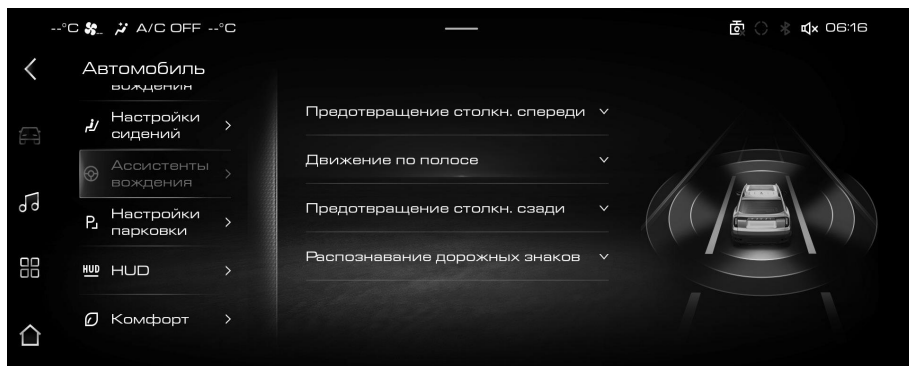 --°C A/C OFF --°C 06:16
Автомобиль
вождения
Настройки
сидений
Ассистенты
вождения
Настройки
парковки
HUD HUD
Комфорт
Предотвращение столкн. спереди
Движение по полосе
Предотвращение столкн. сзади
Распознавание дорожных знаков